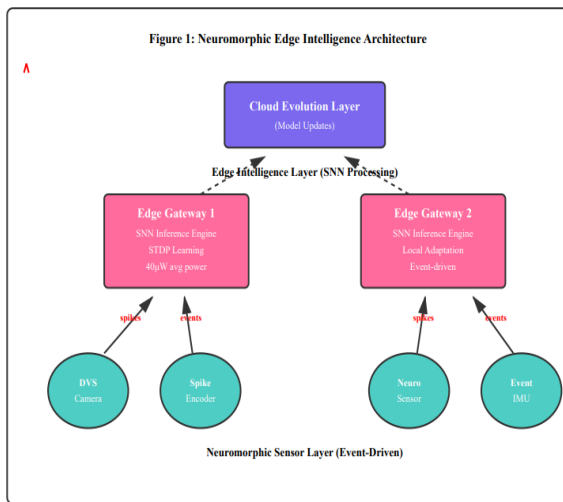 Figure 1: Neuromorphic Edge Intelligence Architecture
Λ
Cloud Evolution Layer
(Model Updates)
Edge Intelligence Layer (SNN Processing)
Edge Gateway 1
SNN Inference Engine
STDP Learning
40μW avg power
Edge Gateway 2
SNN Inference Engine
Local Adaptation
Event-driven
spikes
events
spikes
events
DVS
Camera
Spike
Encoder
Neuro
Sensor
Event
IMU
Neuromorphic Sensor Layer (Event-Driven)